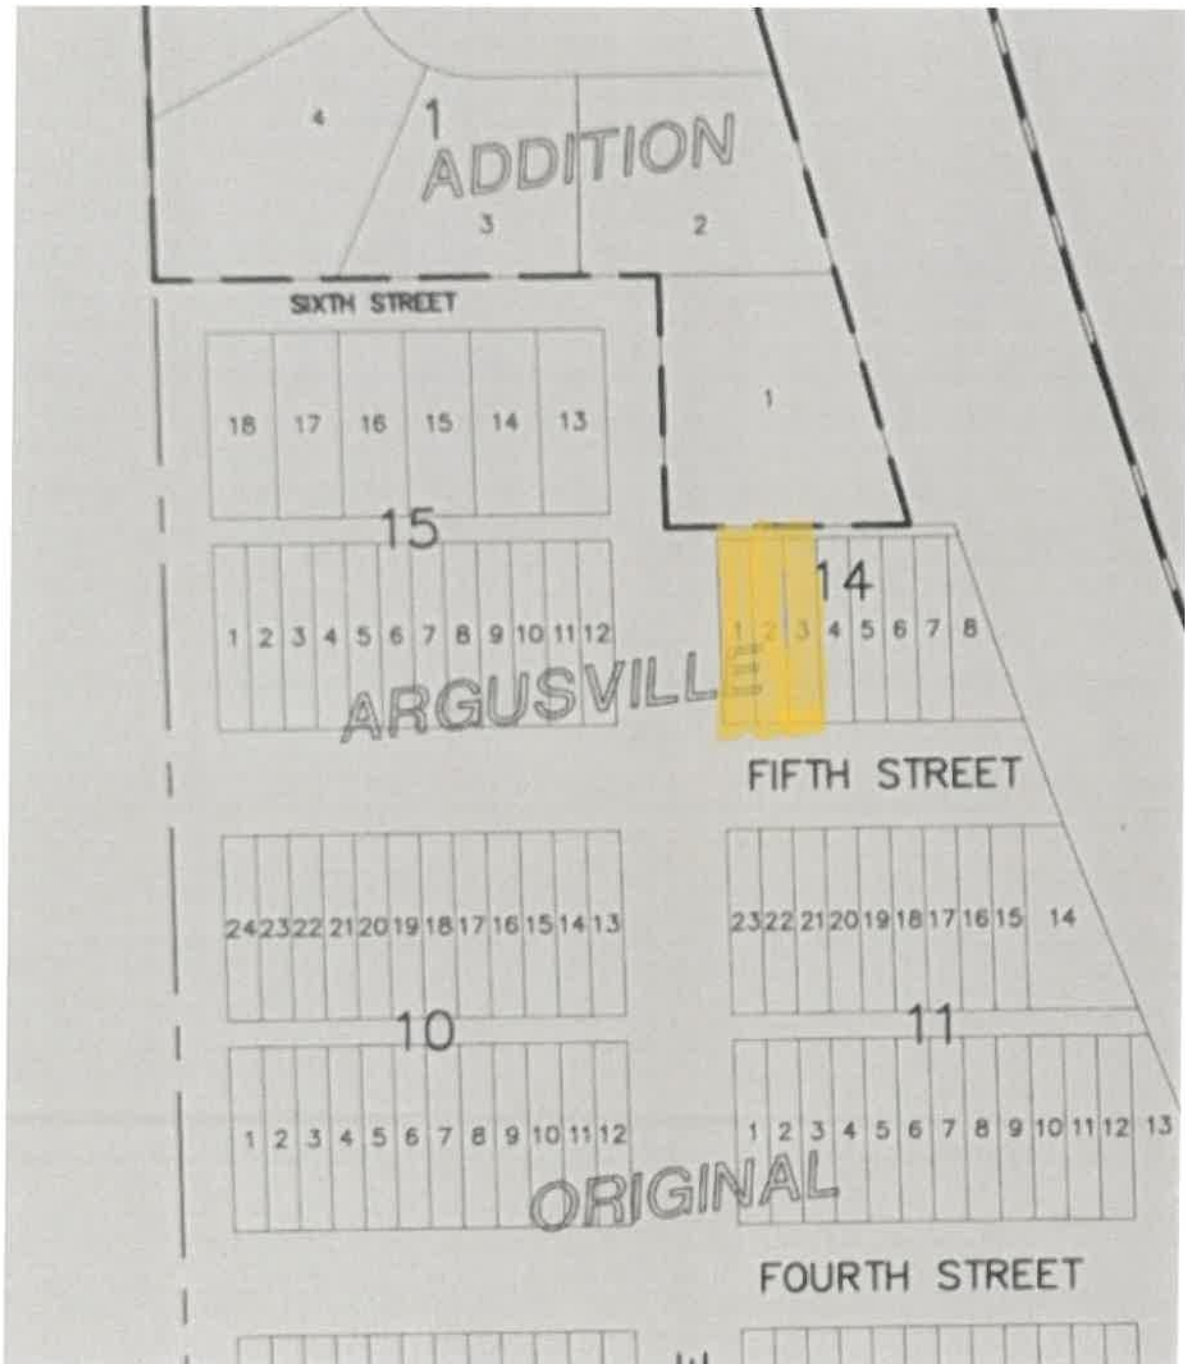 4
1
ADDITION
3
2
SIXTH STREET
1
18 17 16 15 14 13
15
14
1 2 3 4 5 6 7 8 9 10 11 12
1 2 3 4 5 6 7 8
ARGUSVILLE
FIFTH STREET
24 23 22 21 20 19 18 17 16 15 14 13
23 22 21 20 19 18 17 16 15 14
10
11
1 2 3 4 5 6 7 8 9 10 11 12
1 2 3 4 5 6 7 8 9 10 11 12 13
ORIGINAL
FOURTH STREET